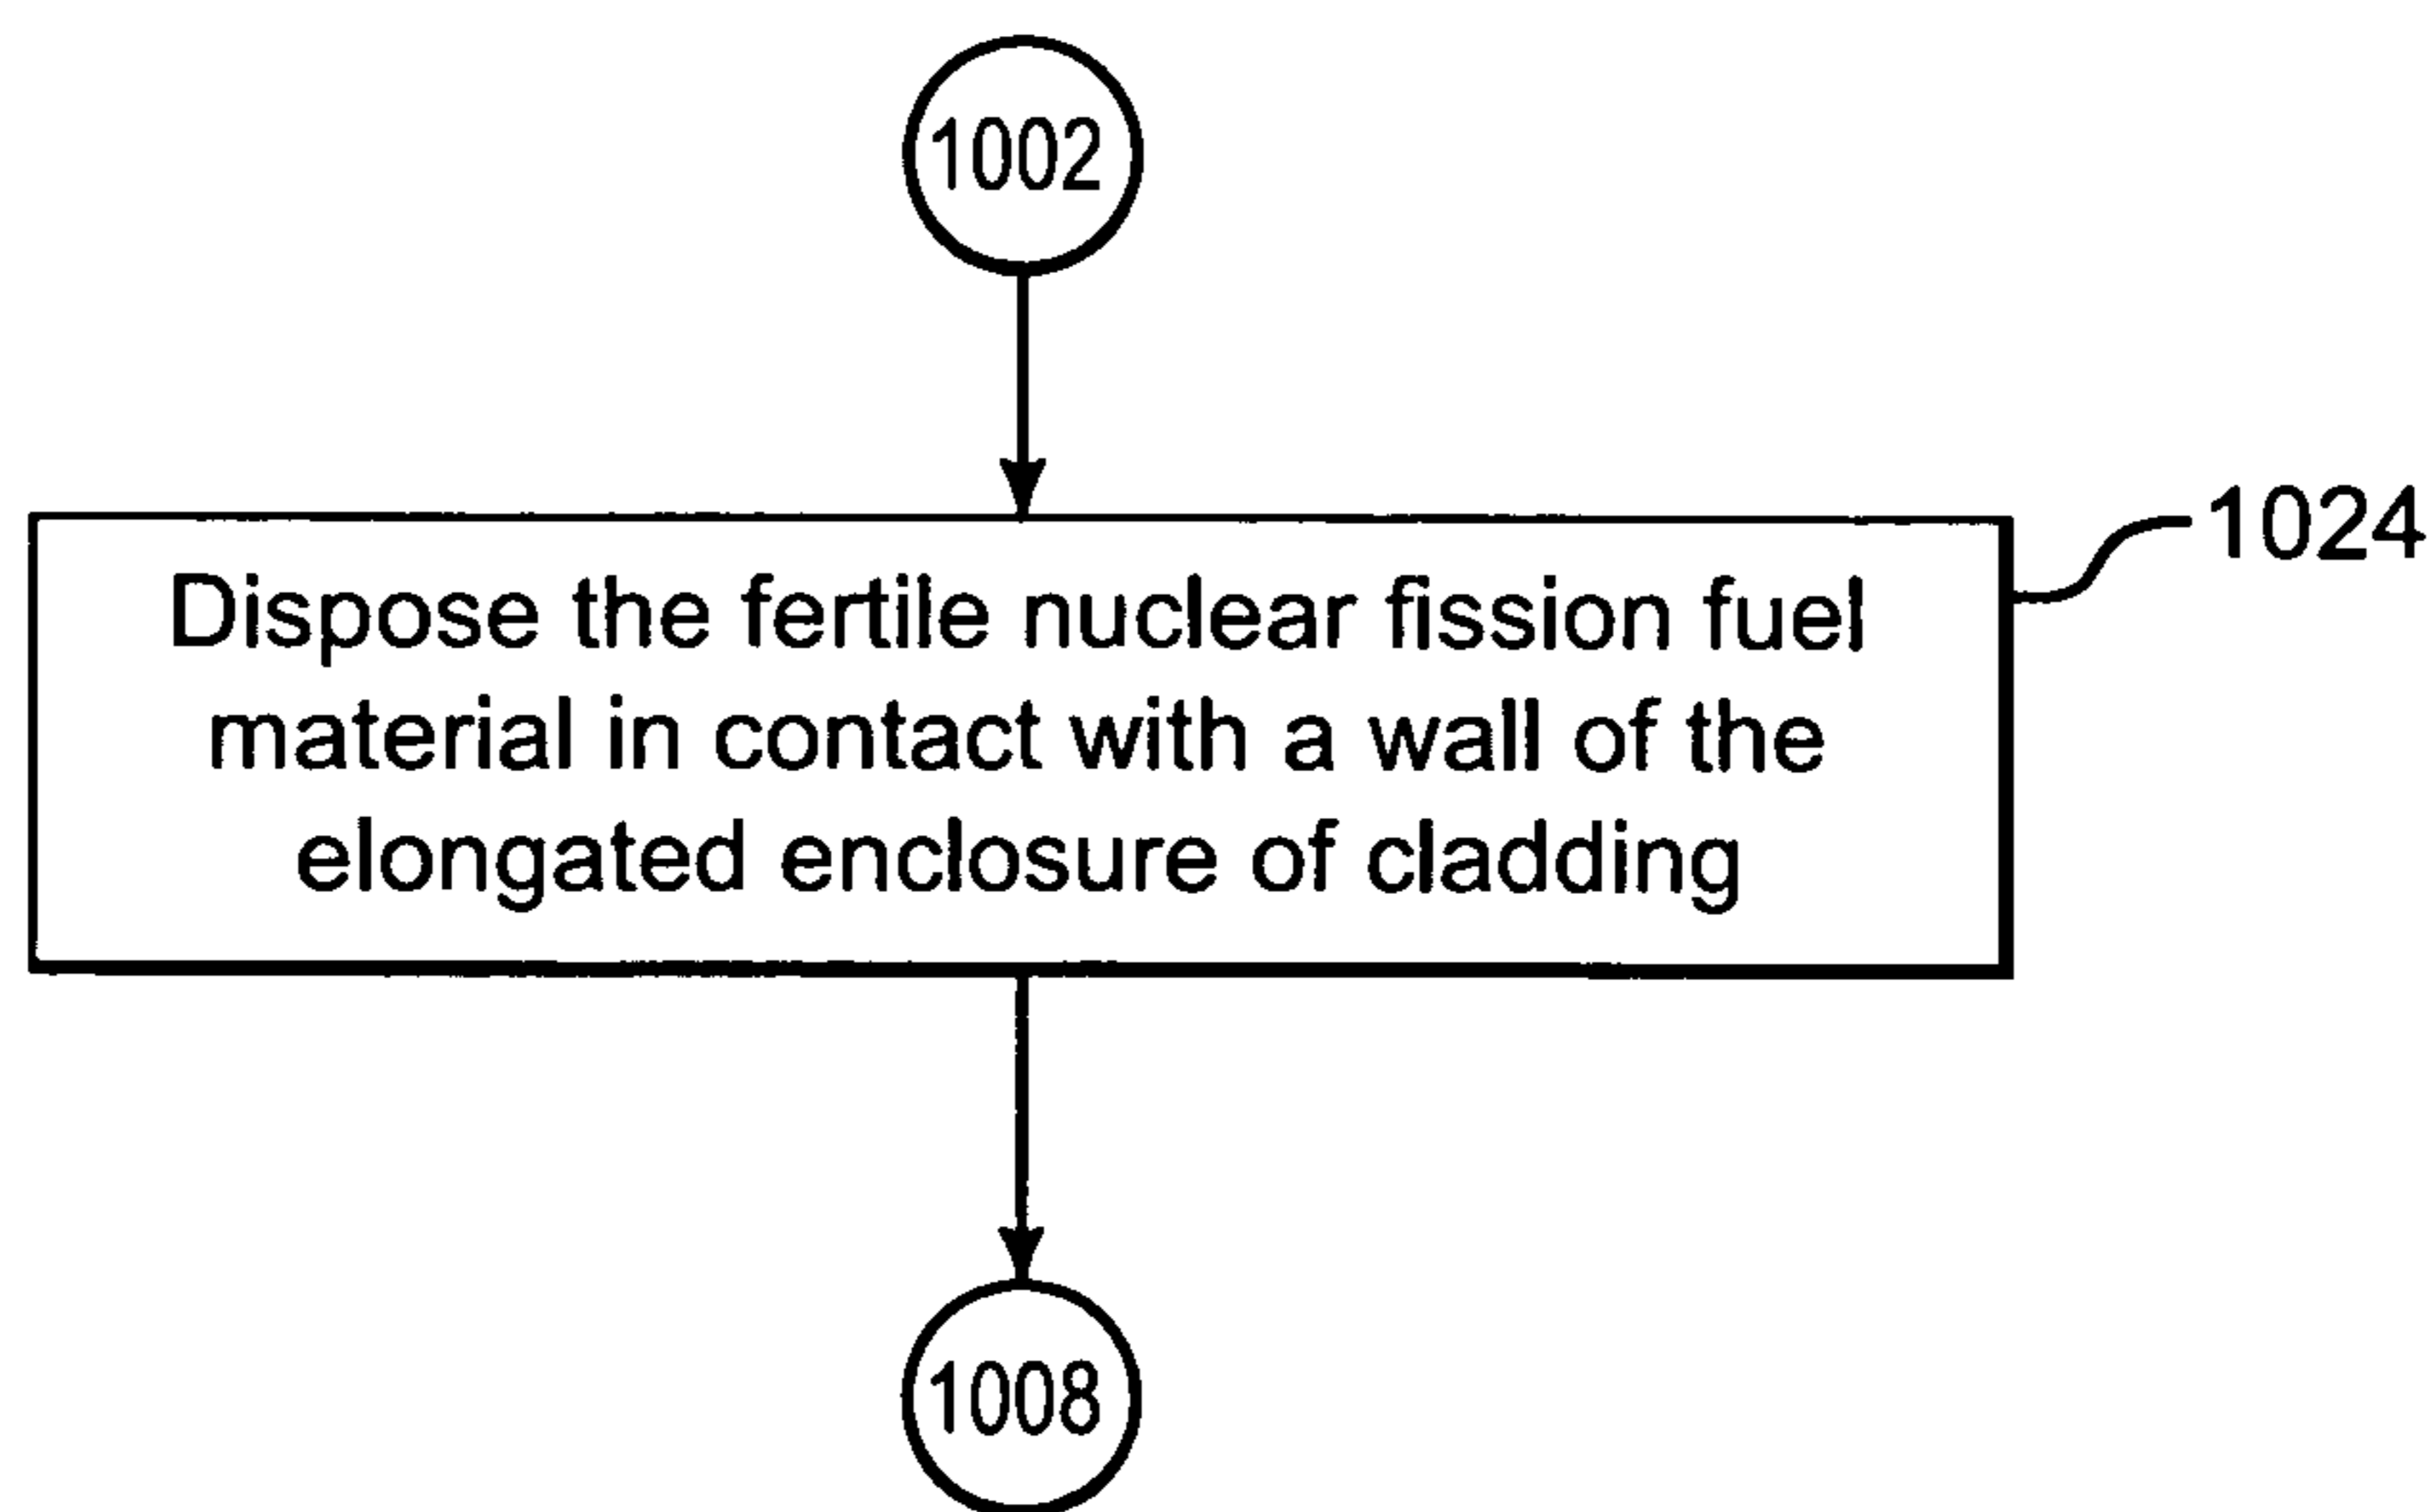 1002
1024
Dispose the fertile nuclear fission fuel
material in contact with a wall of the
elongated enclosure of cladding
1008